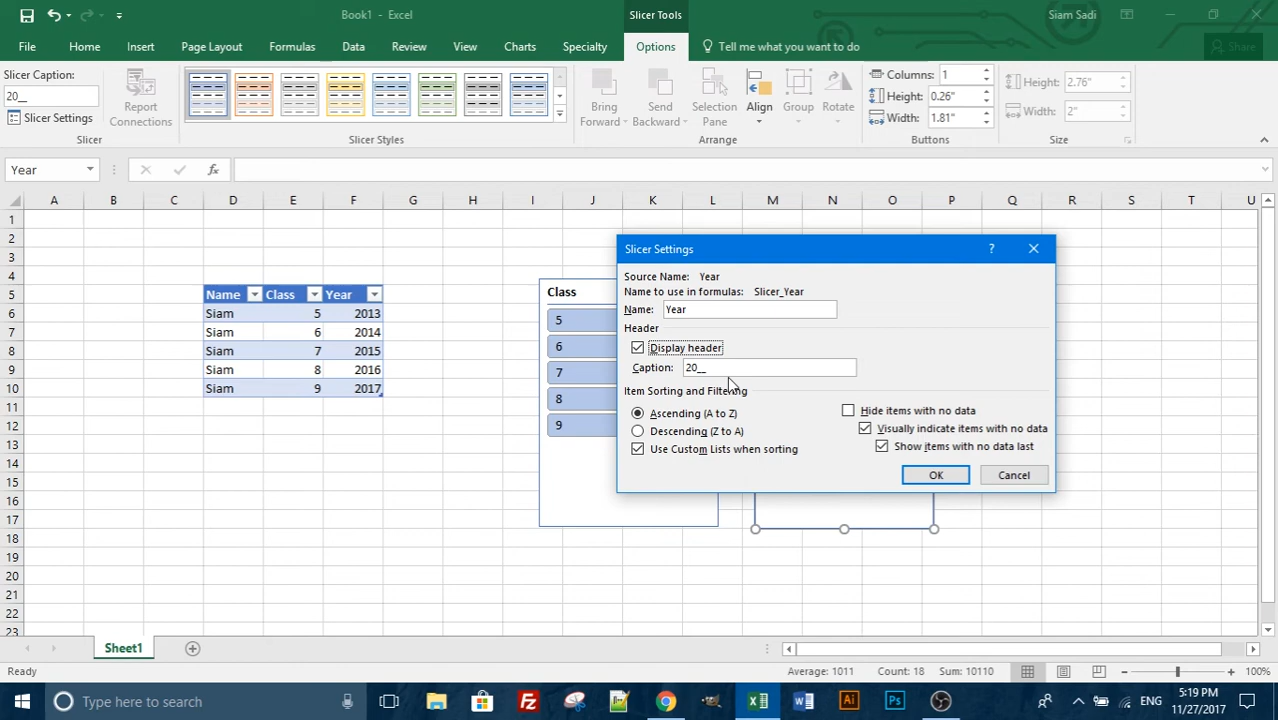 Book1 - Excel
Slicer Tools
Siam Sadi
File Home Insert Page Layout Formulas Data Review View Charts Specialty Options Tell me what you want to do Share
Slicer Caption:
20__
Slicer Settings
Report Connections
Bring Forward
Send Backward
Selection Pane
Align
Group
Rotate
Columns: 1
Height: 0.26"
Width: 1.81"
Height: 2.76"
Width: 2"
Slicer
Slicer Styles
Arrange
Buttons
Size
Year
fx
A B C D E F G H I J K L M N O P Q R S T U
1
2
3
4
5 Name Class Year
6 Siam 5 2013
7 Siam 6 2014
8 Siam 7 2015
9 Siam 8 2016
10 Siam 9 2017
11
12
13
14
15
16
17
18
19
20
21
22
23
Class
5
6
7
8
9
Slicer Settings
?
Source Name: Year
Name to use in formulas: Slicer_Year
Name: Year
Header
Display header
Caption: 20__
Item Sorting and Filtering
Ascending (A to Z)
Descending (Z to A)
Use Custom Lists when sorting
Hide items with no data
Visually indicate items with no data
Show items with no data last
OK
Cancel
Sheet1
Ready
Average: 1011 Count: 18 Sum: 10110
100%
Type here to search
ENG
5:19 PM
11/27/2017